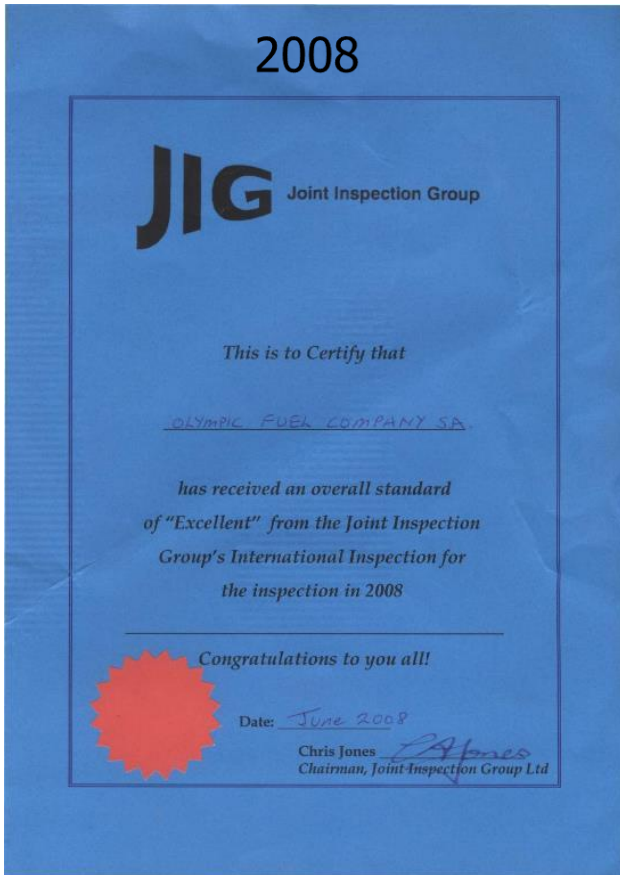 2008
JIG Joint Inspection Group
This is to Certify that
OLYMPIC FUEL COMPANY SA.
has received an overall standard
of "Excellent" from the Joint Inspection
Group's International Inspection for
the inspection in 2008
Congratulations to you all!
Date: June 2008
Chris Jones CAJones
Chairman, Joint Inspection Group Ltd